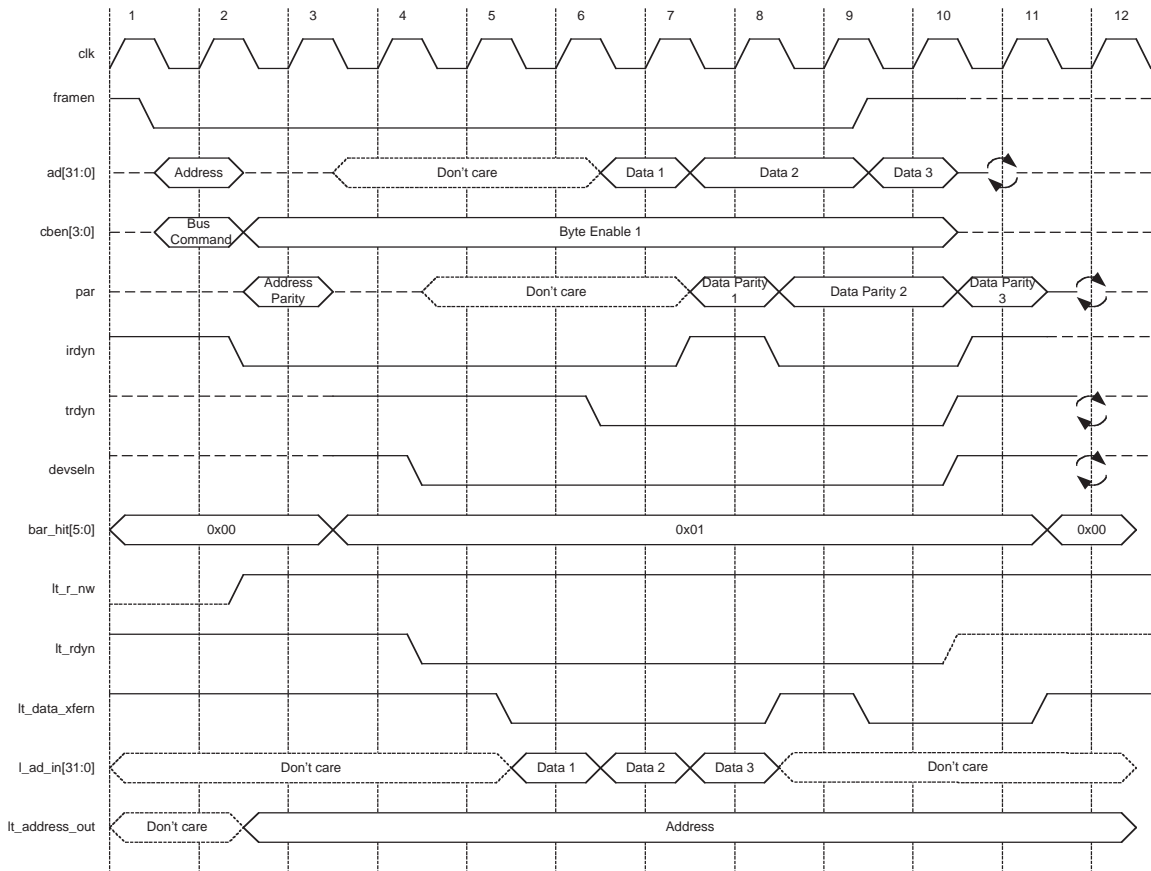 1 2 3 4 5 6 7 8 9 10 11 12
clk
framen
ad[31:0] Address Don't care Data 1 Data 2 Data 3
cben[3:0] Bus Command Byte Enable 1
par Address Parity Don't care Data Parity 1 Data Parity 2 Data Parity 3
irdyn
trdyn
devseln
bar_hit[5:0] 0x00 0x01 0x00
lt_r_nw
lt_rdyn
lt_data_xfern
l_ad_in[31:0] Don't care Data 1 Data 2 Data 3 Don't care
lt_address_out Don't care Address